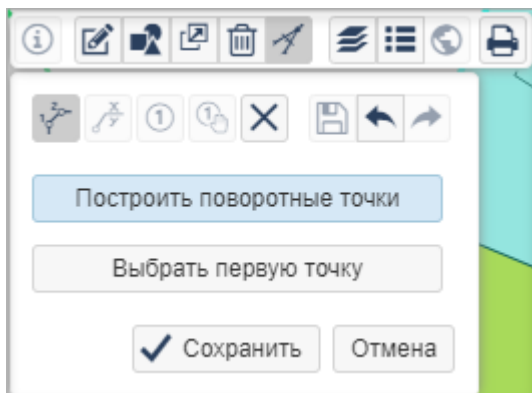 Построить поворотные точки
Выбрать первую точку
Сохранить Отмена